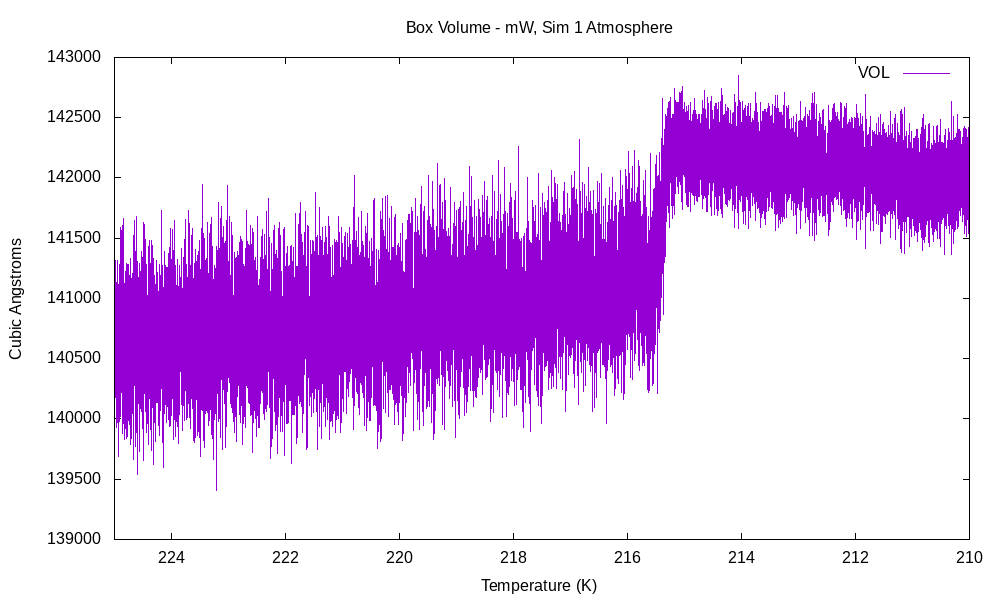 Box Volume - mW, Sim 1 Atmosphere
VOL
143000
142500
142000
141500
141000
140500
140000
139500
139000
Cubic Angstroms
224 222 220 218 216 214 212 210
Temperature (K)